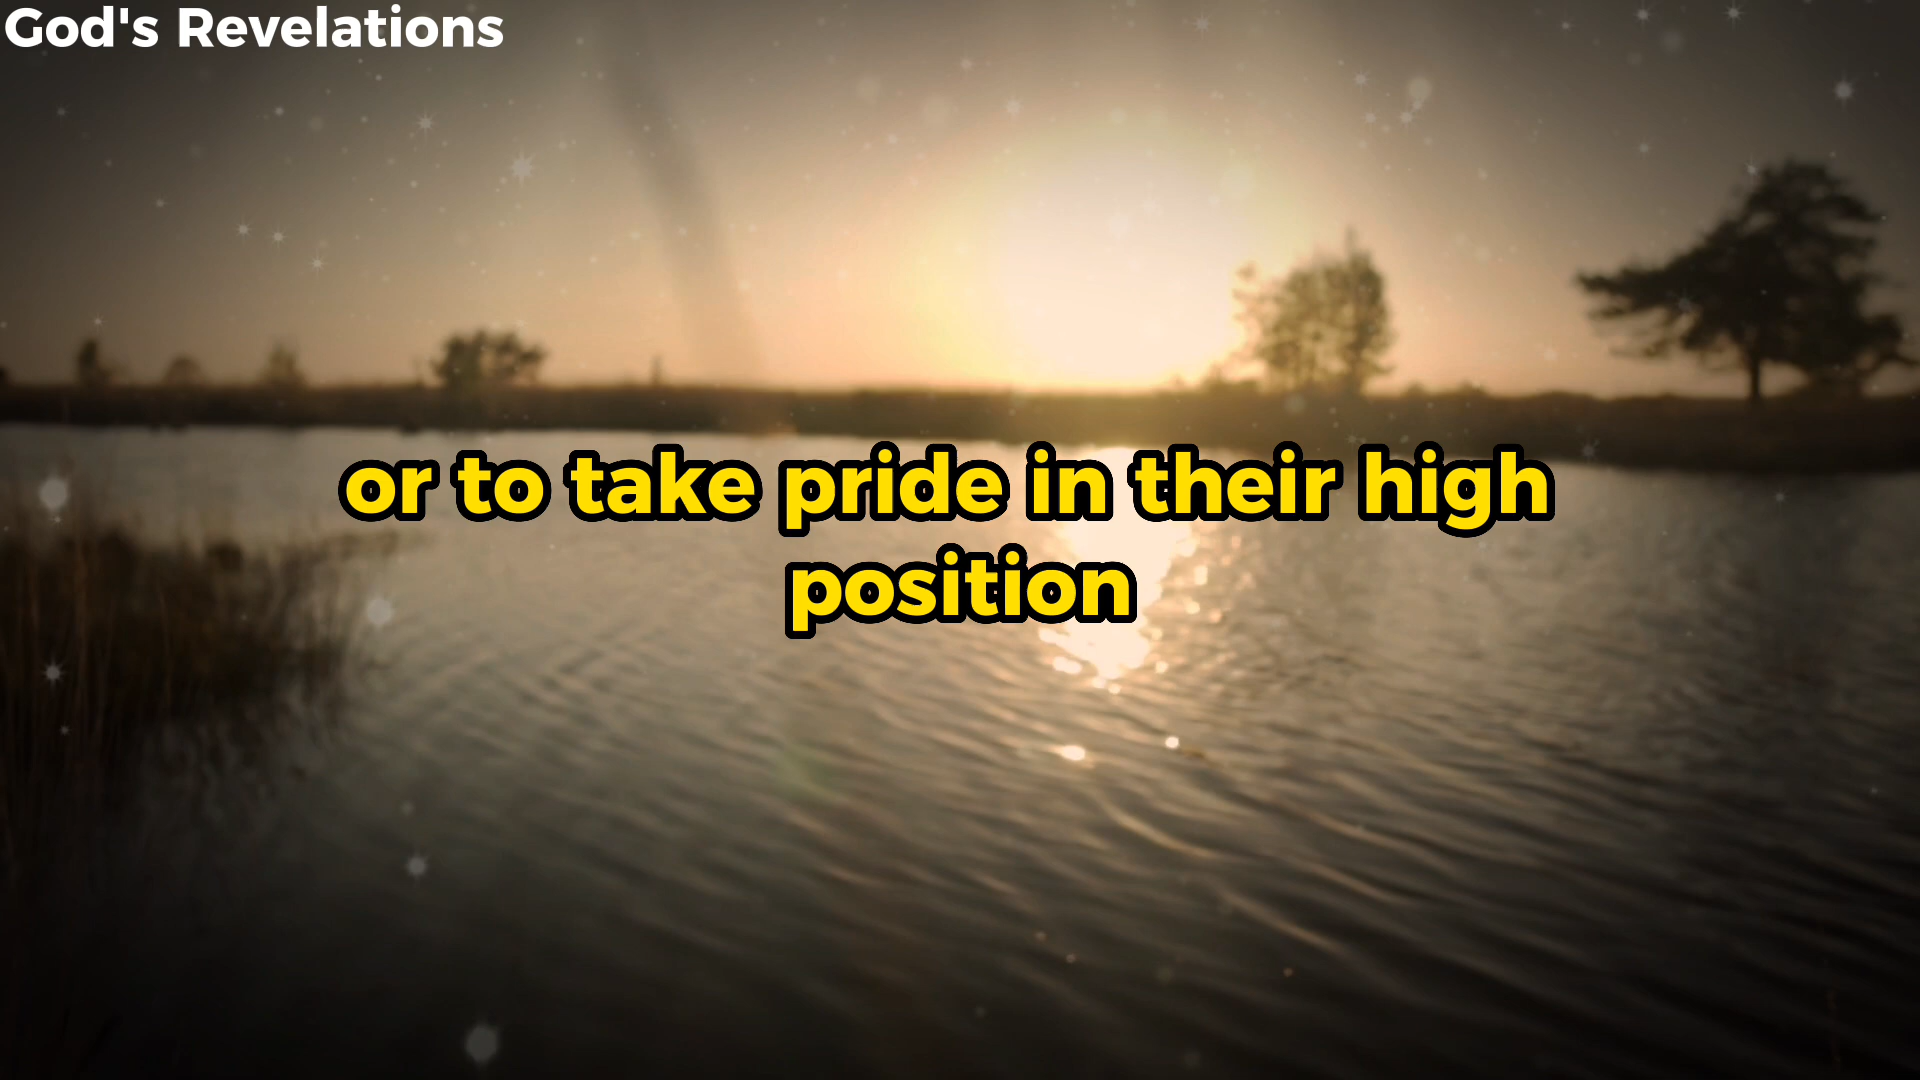 God's Revelations
or to take pride in their high
position